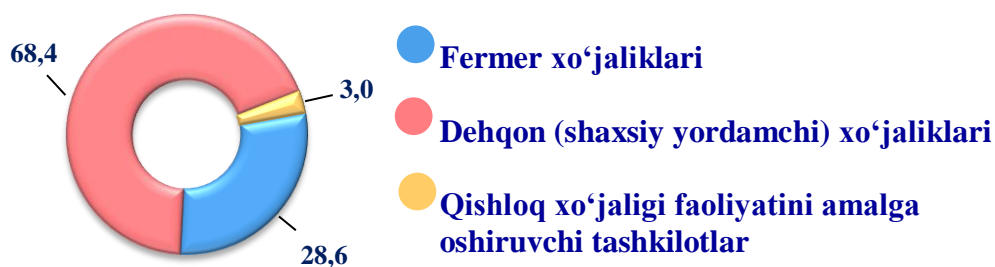 68,4
3,0
28,6
Fermer xo‘jaliklari
Dehqon (shaxsiy yordamchi) xo‘jaliklari
Qishloq xo‘jaligi faoliyatini amalga
oshiruvchi tashkilotlar